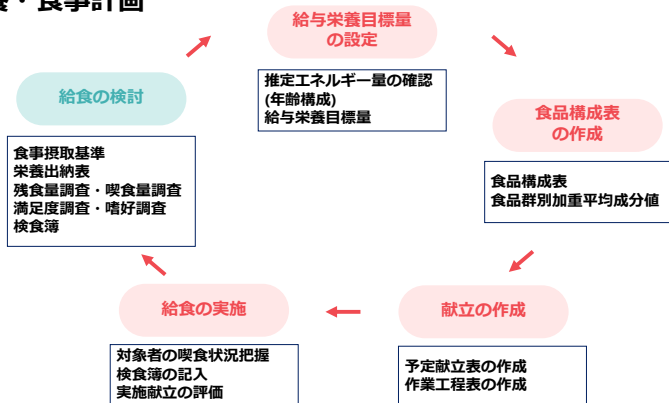 ・食事計画
給与栄養目標量
の設定
推定エネルギー量の確認
(年齢構成)
給与栄養目標量
食品構成表
の作成
食品構成表
食品群別加重平均成分値
献立の作成
予定献立表の作成
作業工程表の作成
給食の実施
対象者の喫食状況把握
検食簿の記入
実施献立の評価
給食の検討
食事摂取基準
栄養出納表
残食量調査・喫食量調査
満足度調査・嗜好調査
検食簿